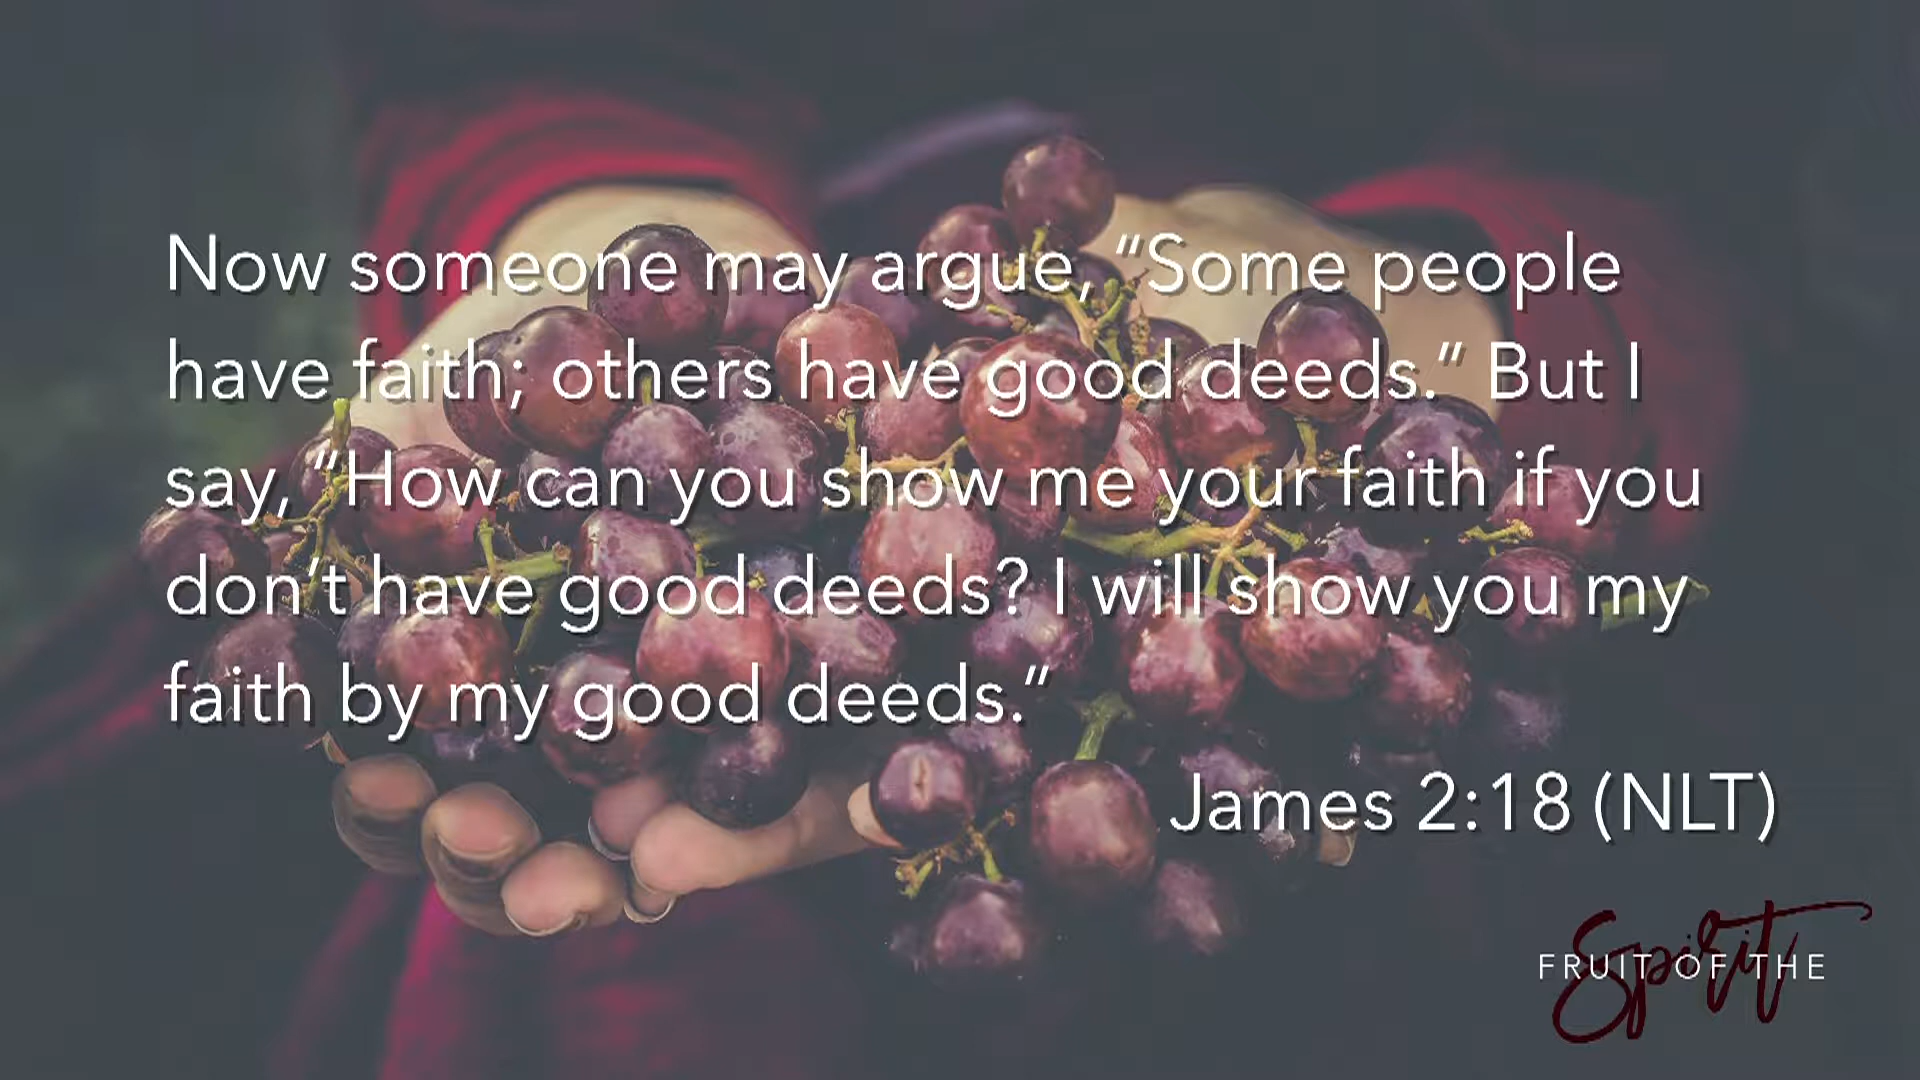 Now someone may argue, “Some people
have faith; others have good deeds.” But I
say, “How can you show me your faith if you
don’t have good deeds? I will show you my
faith by my good deeds.”
James 2:18 (NLT)
FRUIT OF THE
Spirit